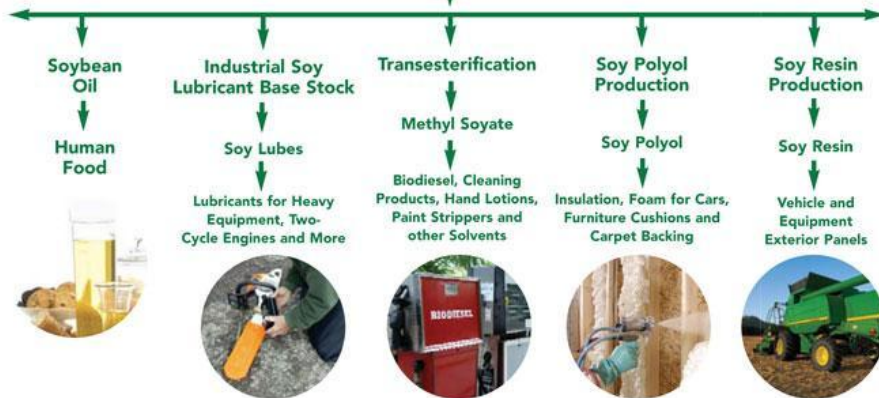 Soybean
Oil
Human
Food
Industrial Soy
Lubricant Base Stock
Soy Lubes
Lubricants for Heavy
Equipment, Two-
Cycle Engines and More
Transesterification
Methyl Soyate
Biodiesel, Cleaning
Products, Hand Lotions,
Paint Strippers and
other Solvents
BIODIESEL
Soy Polyol
Production
Soy Polyol
Insulation, Foam for Cars,
Furniture Cushions and
Carpet Backing
Soy Resin
Production
Soy Resin
Vehicle and
Equipment
Exterior Panels